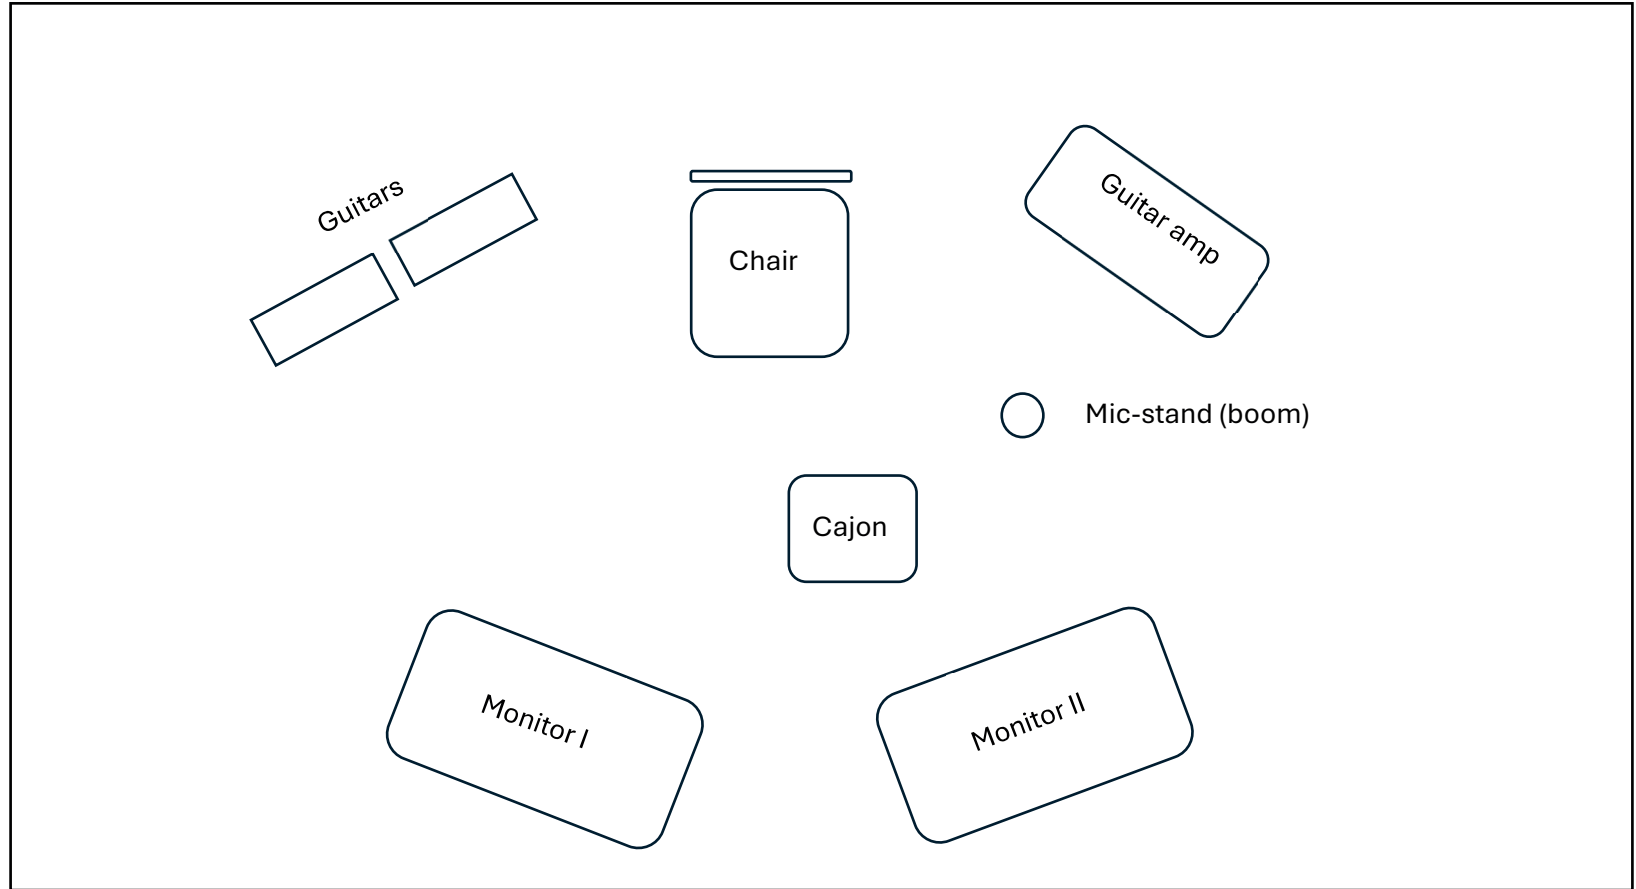 Guitars
Guitar amp
Chair
Mic-stand (boom)
Cajon
Monitor I
Monitor II